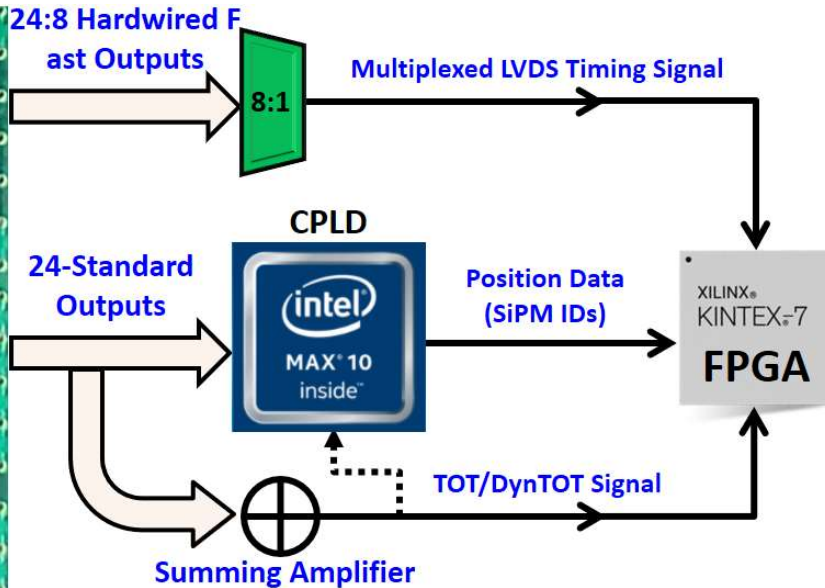 24:8 Hardwired F
ast Outputs
8:1
Multiplexed LVDS Timing Signal
CPLD
24-Standard
Outputs
intel
MAX® 10
inside™
Position Data
(SiPM IDs)
XILINX®
KINTEX®-7
FPGA
TOT/DynTOT Signal
Summing Amplifier